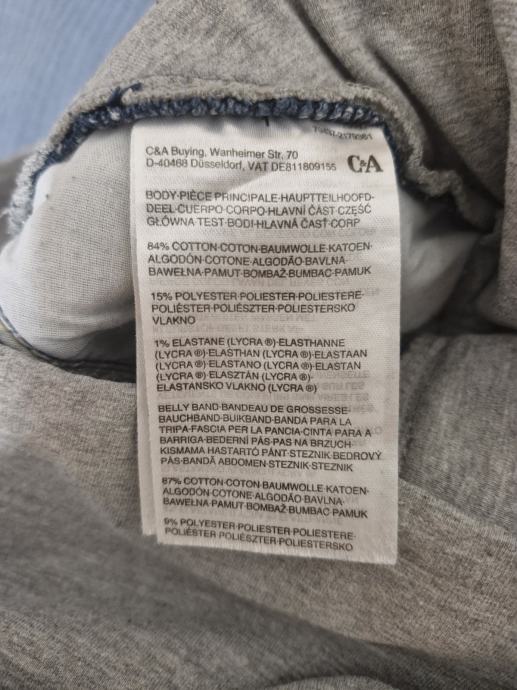 C&A Buying, Wanheimer Str, 70
D-40468 Düsseldorf, VAT DE811809155
C&A
BODY·PIÈCE PRINCIPALE·HAUPTTEIL·HOOFD-
DEEL·CUERPO·CORPO·HLAVNÍ ČÁST·CZĘŚĆ
GŁÓWNA·TEST·BODI·HLAVNÁ ČASŤ·CORP
84% COTTON·COTON·BAUMWOLLE·KATOEN·
ALGODÓN·COTONE·ALGODÃO·BAVLNA·
BAWEŁNA·PAMUT·BOMBAŽ·BUMBAC·PAMUK
15% POLYESTER·POLIESTER·POLIESTERE·
POLIÉSTER·POLIÉSZTER·POLIESTERSKO
VLAKNO
1% ELASTANE (LYCRA ®)·ELASTHANNE
(LYCRA ®)·ELASTHAN (LYCRA ®)·ELASTAAN
(LYCRA ®)·ELASTANO (LYCRA ®)·ELASTAN
(LYCRA ®)·ELASZTÁN (LYCRA ®)·
ELASTANSKO VLAKNO (LYCRA ®)
BELLY BAND·BANDEAU DE GROSSESSE·
BAUCHBAND·BUIKBAND·BANDA PARA LA
TRIPA·FASCIA PER LA PANCIA·CINTA PARA A
BARRIGA·BEDERNÍ PÁS·PAS NA BRZUCH·
KISMAMA HASTARTÓ PÁNT·STEZNIK·BEDROVÝ
PÁS·BANDĂ ABDOMEN·STEZNIK·STEZNIK
87% COTTON·COTON·BAUMWOLLE·KATOEN·
ALGODÓN·COTONE·ALGODÃO·BAVLNA·
BAWEŁNA·PAMUT·BOMBAŽ·BUMBAC·PAMUK
9% POLYESTER·POLIESTER·POLIESTERE·
POLIÉSTER·POLIÉSZTER·POLIESTERSKO